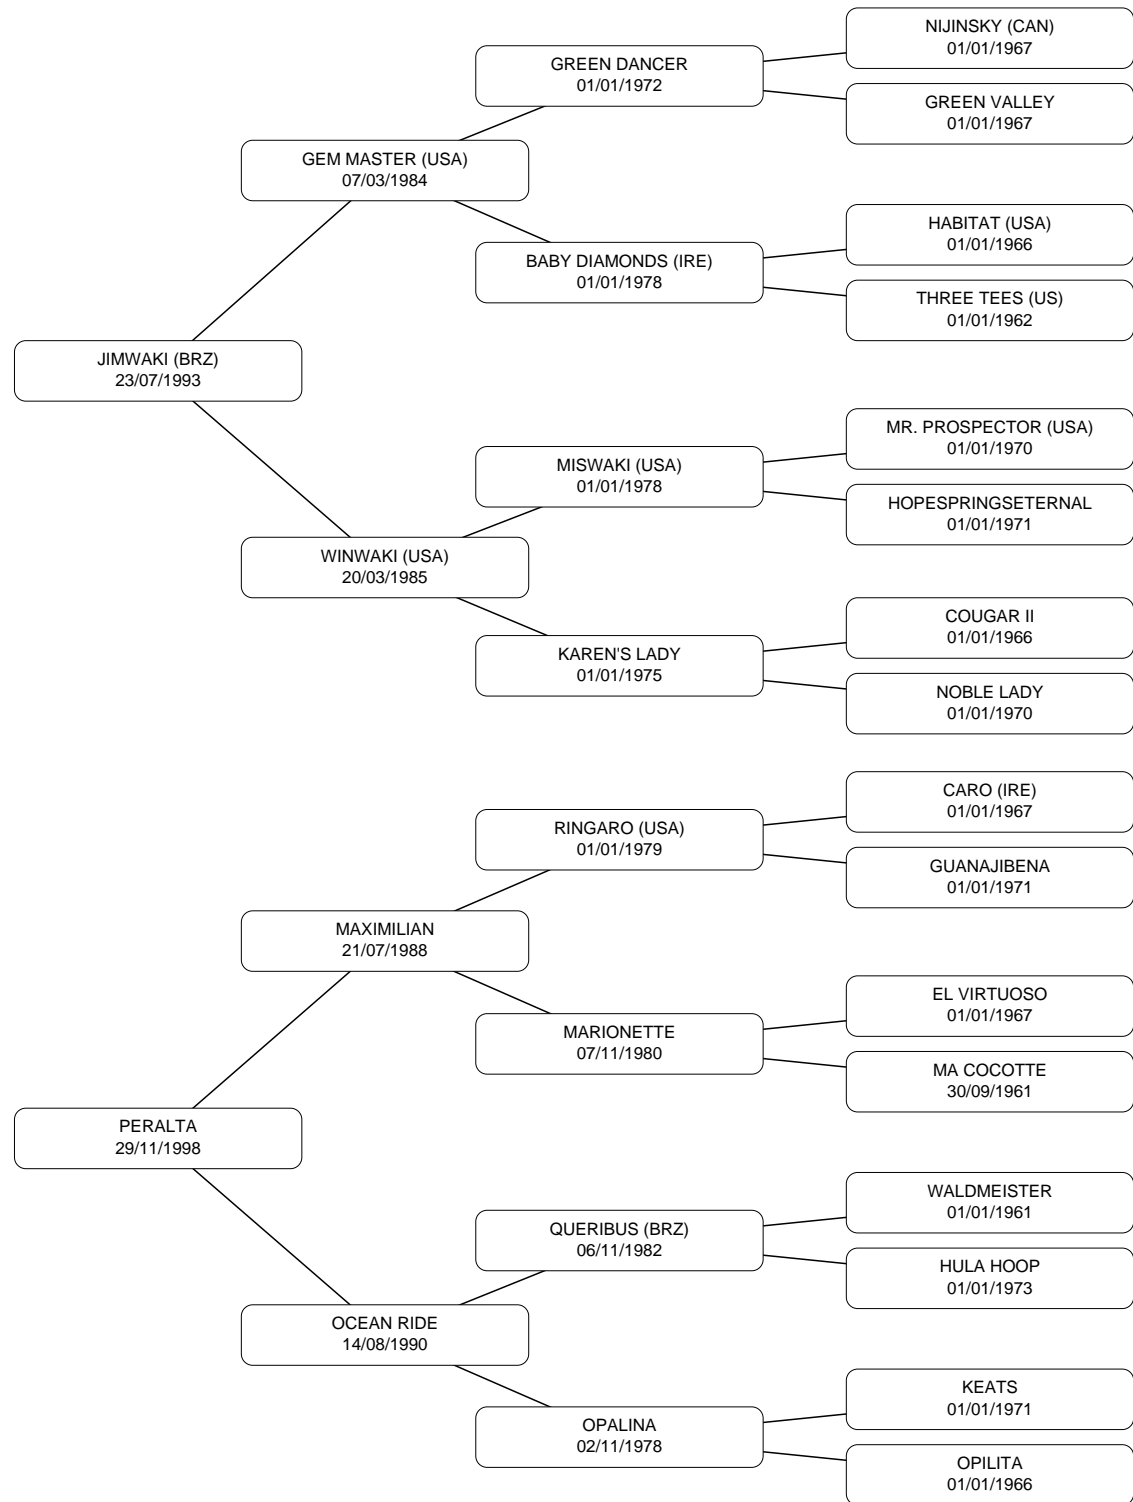 NIJINSKY (CAN)
01/01/1967
GREEN DANCER
01/01/1972
GREEN VALLEY
01/01/1967
GEM MASTER (USA)
07/03/1984
HABITAT (USA)
01/01/1966
BABY DIAMONDS (IRE)
01/01/1978
THREE TEES (US)
01/01/1962
JIMWAKI (BRZ)
23/07/1993
MR. PROSPECTOR (USA)
01/01/1970
MISWAKI (USA)
01/01/1978
HOPESPRINGSETERNAL
01/01/1971
WINWAKI (USA)
20/03/1985
COUGAR II
01/01/1966
KAREN'S LADY
01/01/1975
NOBLE LADY
01/01/1970
CARO (IRE)
01/01/1967
RINGARO (USA)
01/01/1979
GUANAJIBENA
01/01/1971
MAXIMILIAN
21/07/1988
EL VIRTUOSO
01/01/1967
MARIONETTE
07/11/1980
MA COCOTTE
30/09/1961
PERALTA
29/11/1998
WALDMEISTER
01/01/1961
QUERIBUS (BRZ)
06/11/1982
HULA HOOP
01/01/1973
OCEAN RIDE
14/08/1990
KEATS
01/01/1971
OPALINA
02/11/1978
OPILITA
01/01/1966